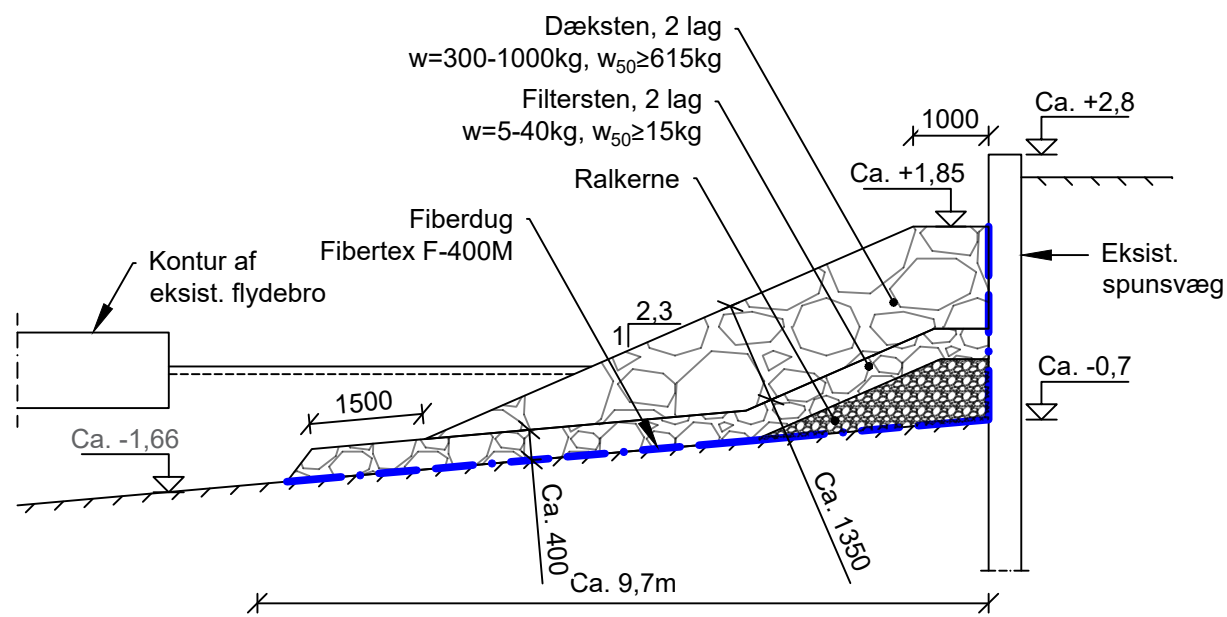 Dæksten, 2 lag
w=300-1000kg, w₅₀≥615kg
Filtersten, 2 lag
w=5-40kg, w₅₀≥15kg
Ralkerne
Fiberdug
Fibertex F-400M
Kontur af
eksist. flydebro
1000
Ca. +2,8
Ca. +1,85
Eksist.
spunsvæg
2,3
1
Ca. -0,7
1500
Ca. -1,66
Ca. 400
Ca. 1350
Ca. 9,7m